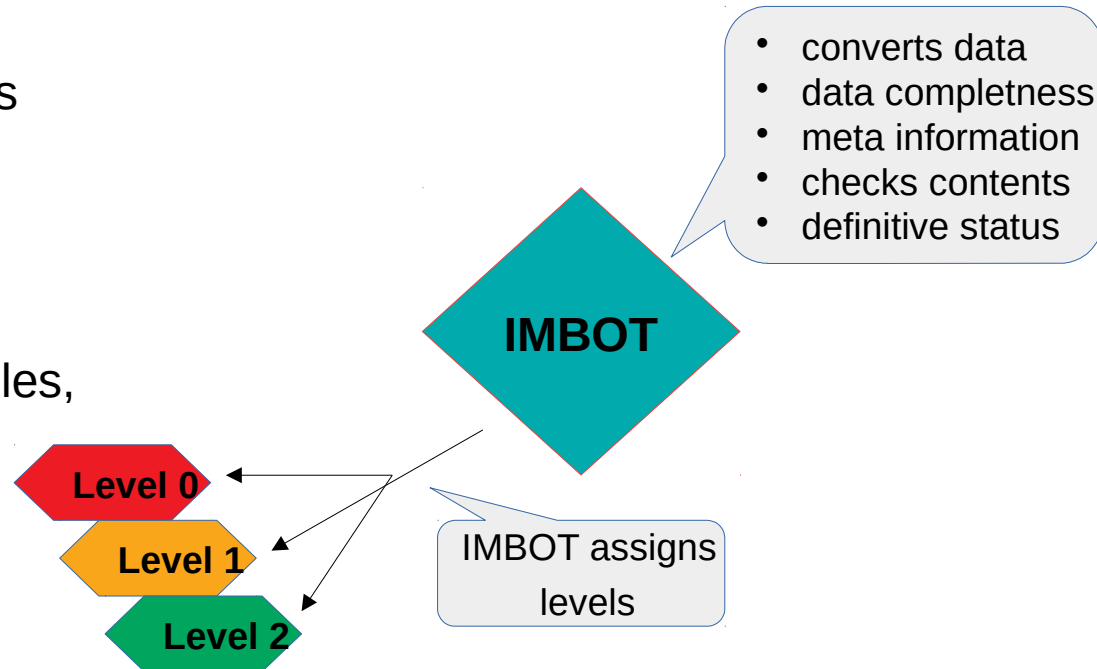 s
• converts data
• data completness
• meta information
• checks contents
• definitive status
IMBOT
les,
Level 0
Level 1
Level 2
IMBOT assigns
levels